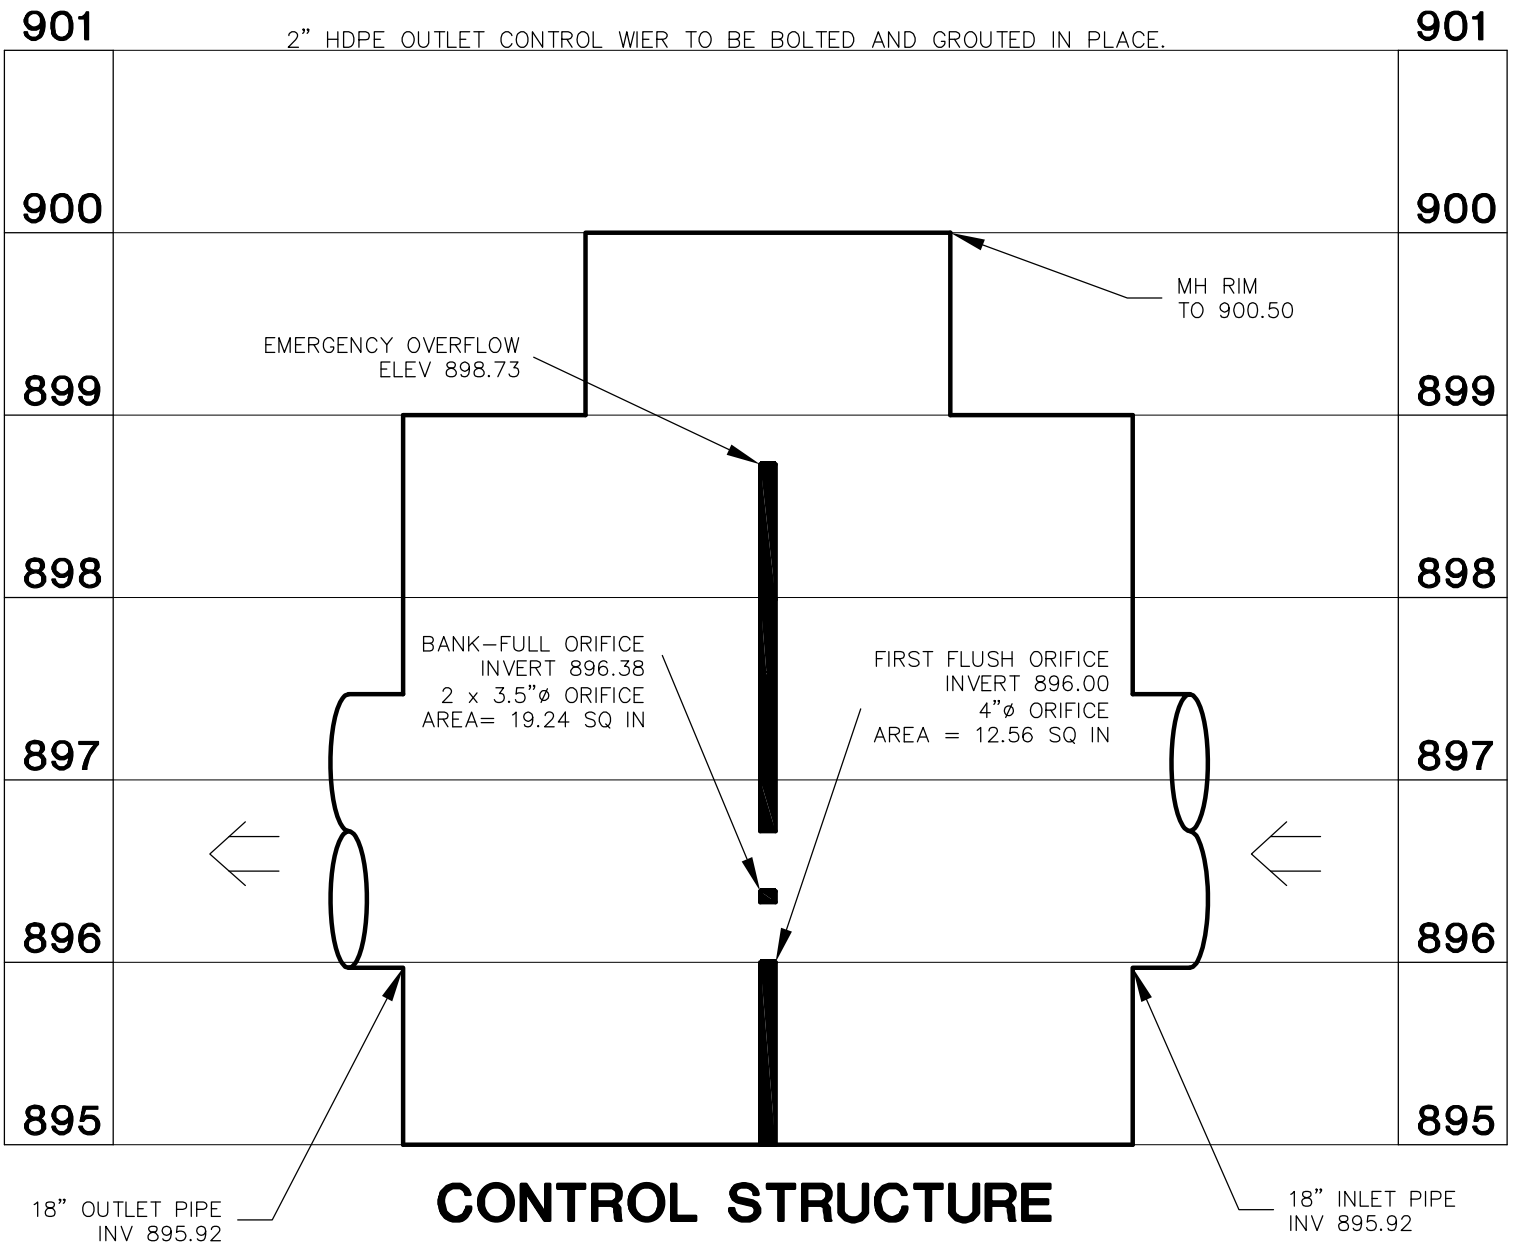 901
2” HDPE OUTLET CONTROL WIER TO BE BOLTED AND GROUTED IN PLACE.
901
900
900
MH RIM
TO 900.50
EMERGENCY OVERFLOW
ELEV 898.73
899
899
898
898
BANK–FULL ORIFICE
INVERT 896.38
2 x 3.5”ø ORIFICE
AREA= 19.24 SQ IN
FIRST FLUSH ORIFICE
INVERT 896.00
4”ø ORIFICE
AREA = 12.56 SQ IN
897
897
896
896
895
895
18” OUTLET PIPE
INV 895.92
CONTROL STRUCTURE
18” INLET PIPE
INV 895.92